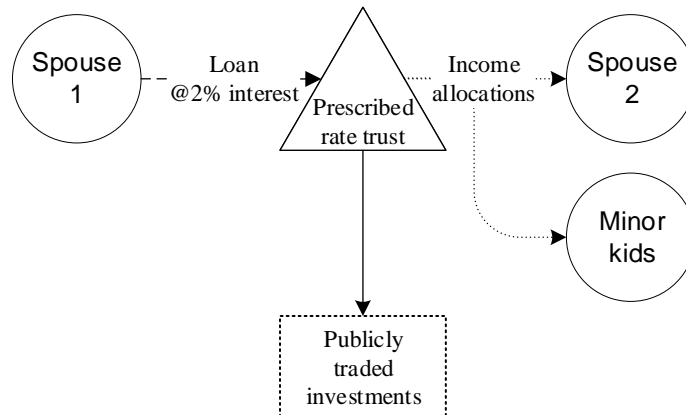 Spouse
1
Loan
@2% interest
Prescribed
rate trust
Income
allocations
Spouse
2
Minor
kids
Publicly
traded
investments